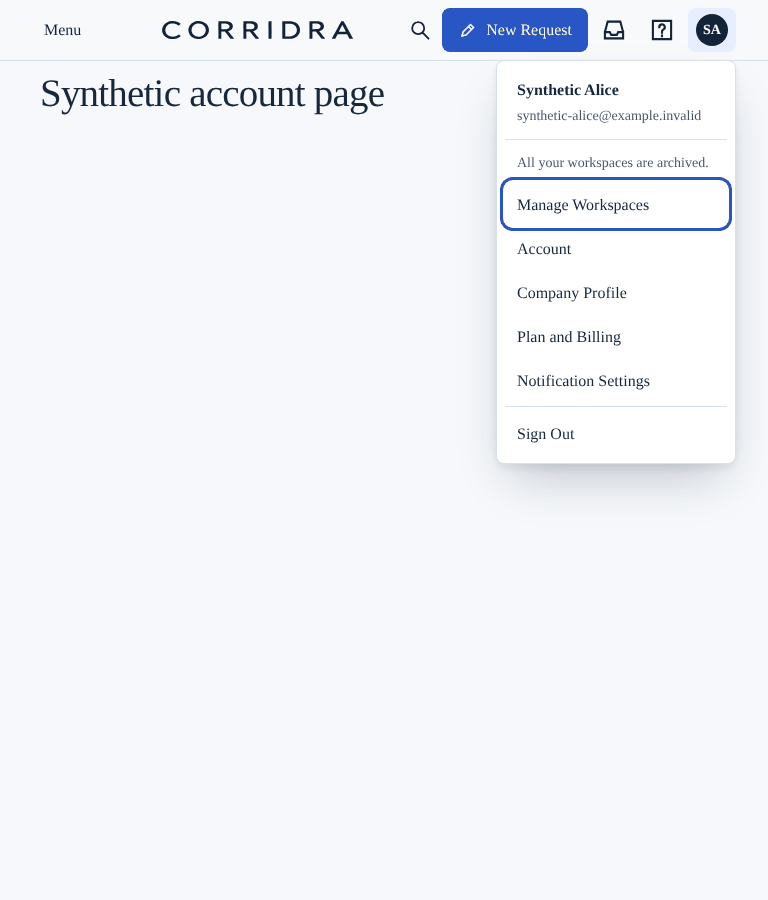 Menu
CORRIDRA
New Request
SA
Synthetic account page
Synthetic Alice
synthetic-alice@example.invalid
All your workspaces are archived.
Manage Workspaces
Account
Company Profile
Plan and Billing
Notification Settings
Sign Out